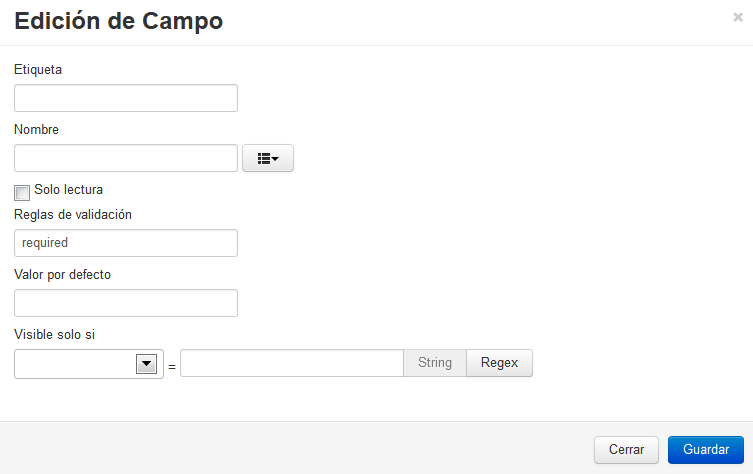 Edición de Campo
×
Etiqueta
Nombre
Solo lectura
Reglas de validación
required
Valor por defecto
Visible solo si
= String Regex
Cerrar Guardar